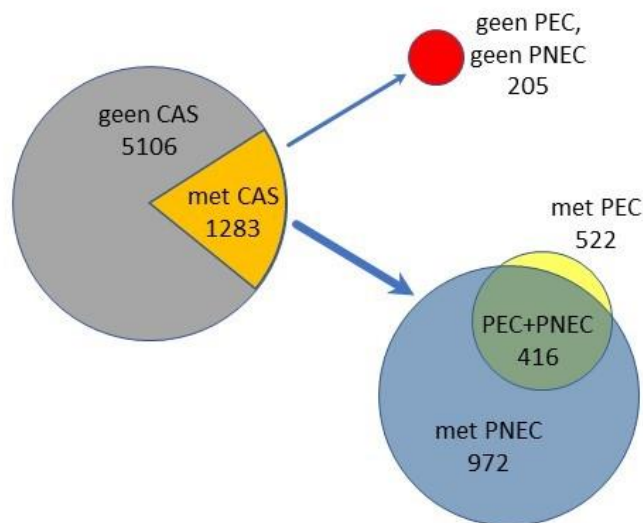 geen PEC,
geen PNEC
205
geen CAS
5106
met CAS
1283
met PEC
522
PEC+PNEC
416
met PNEC
972